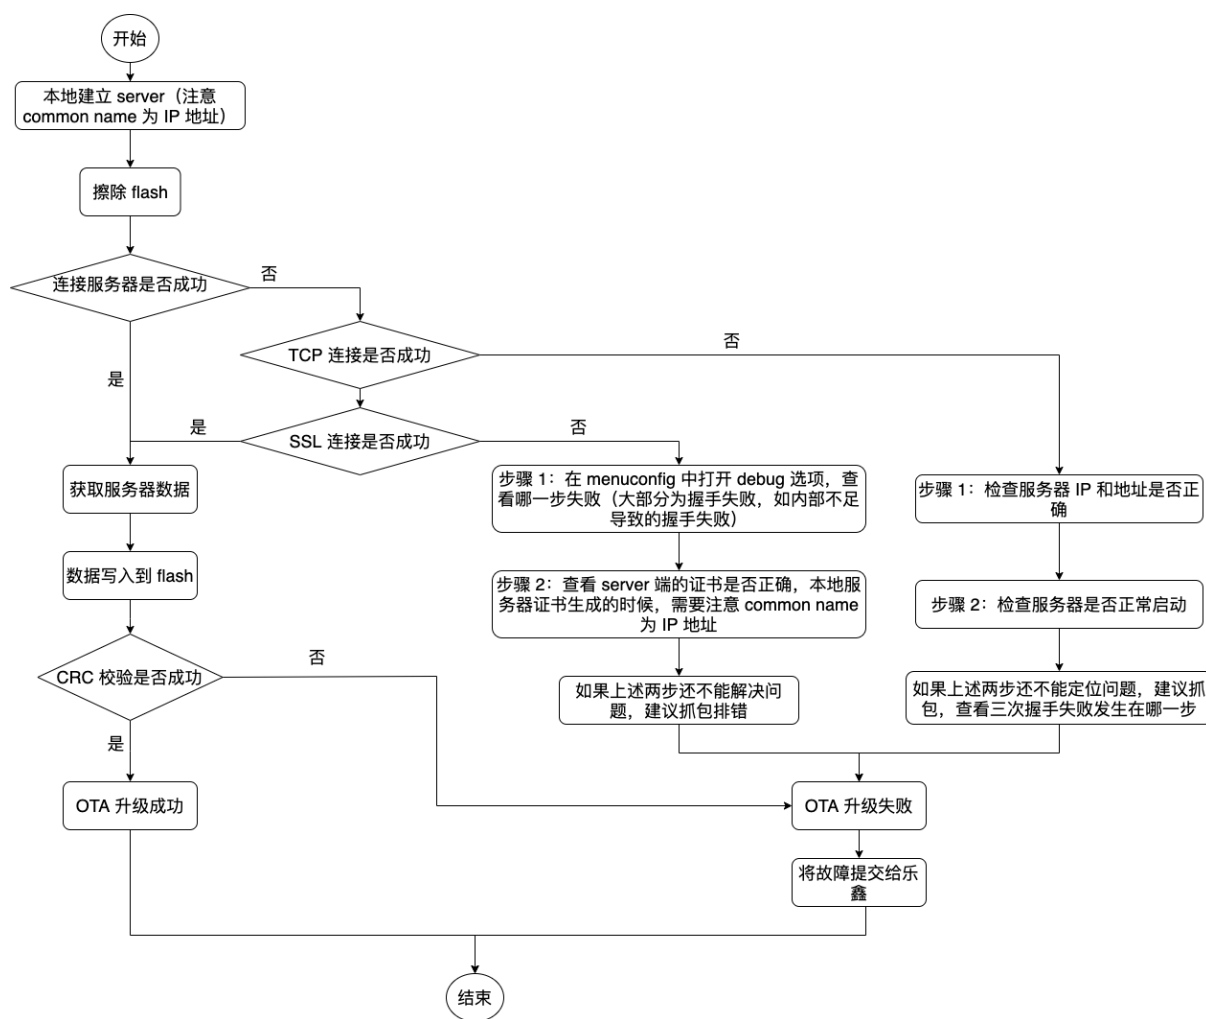 开始
本地建立 server（注意
common name 为 IP 地址）
擦除 flash
连接服务器是否成功
否
TCP 连接是否成功
否
是
SSL 连接是否成功
是
否
获取服务器数据
步骤 1：在 menuconfig 中打开 debug 选项，查
看哪一步失败（大部分为握手失败，如内部不足
导致的握手失败）
步骤 1：检查服务器 IP 和地址是否正
确
数据写入到 flash
步骤 2：查看 server 端的证书是否正确，本地服
务器证书生成的时候，需要注意 common name
为 IP 地址
步骤 2：检查服务器是否正常启动
CRC 校验是否成功
否
是
如果上述两步还不能解决问
题，建议抓包排错
如果上述两步还不能定位问题，建议抓
包，查看三次握手失败发生在哪一步
OTA 升级成功
OTA 升级失败
将故障提交给乐
鑫
结束